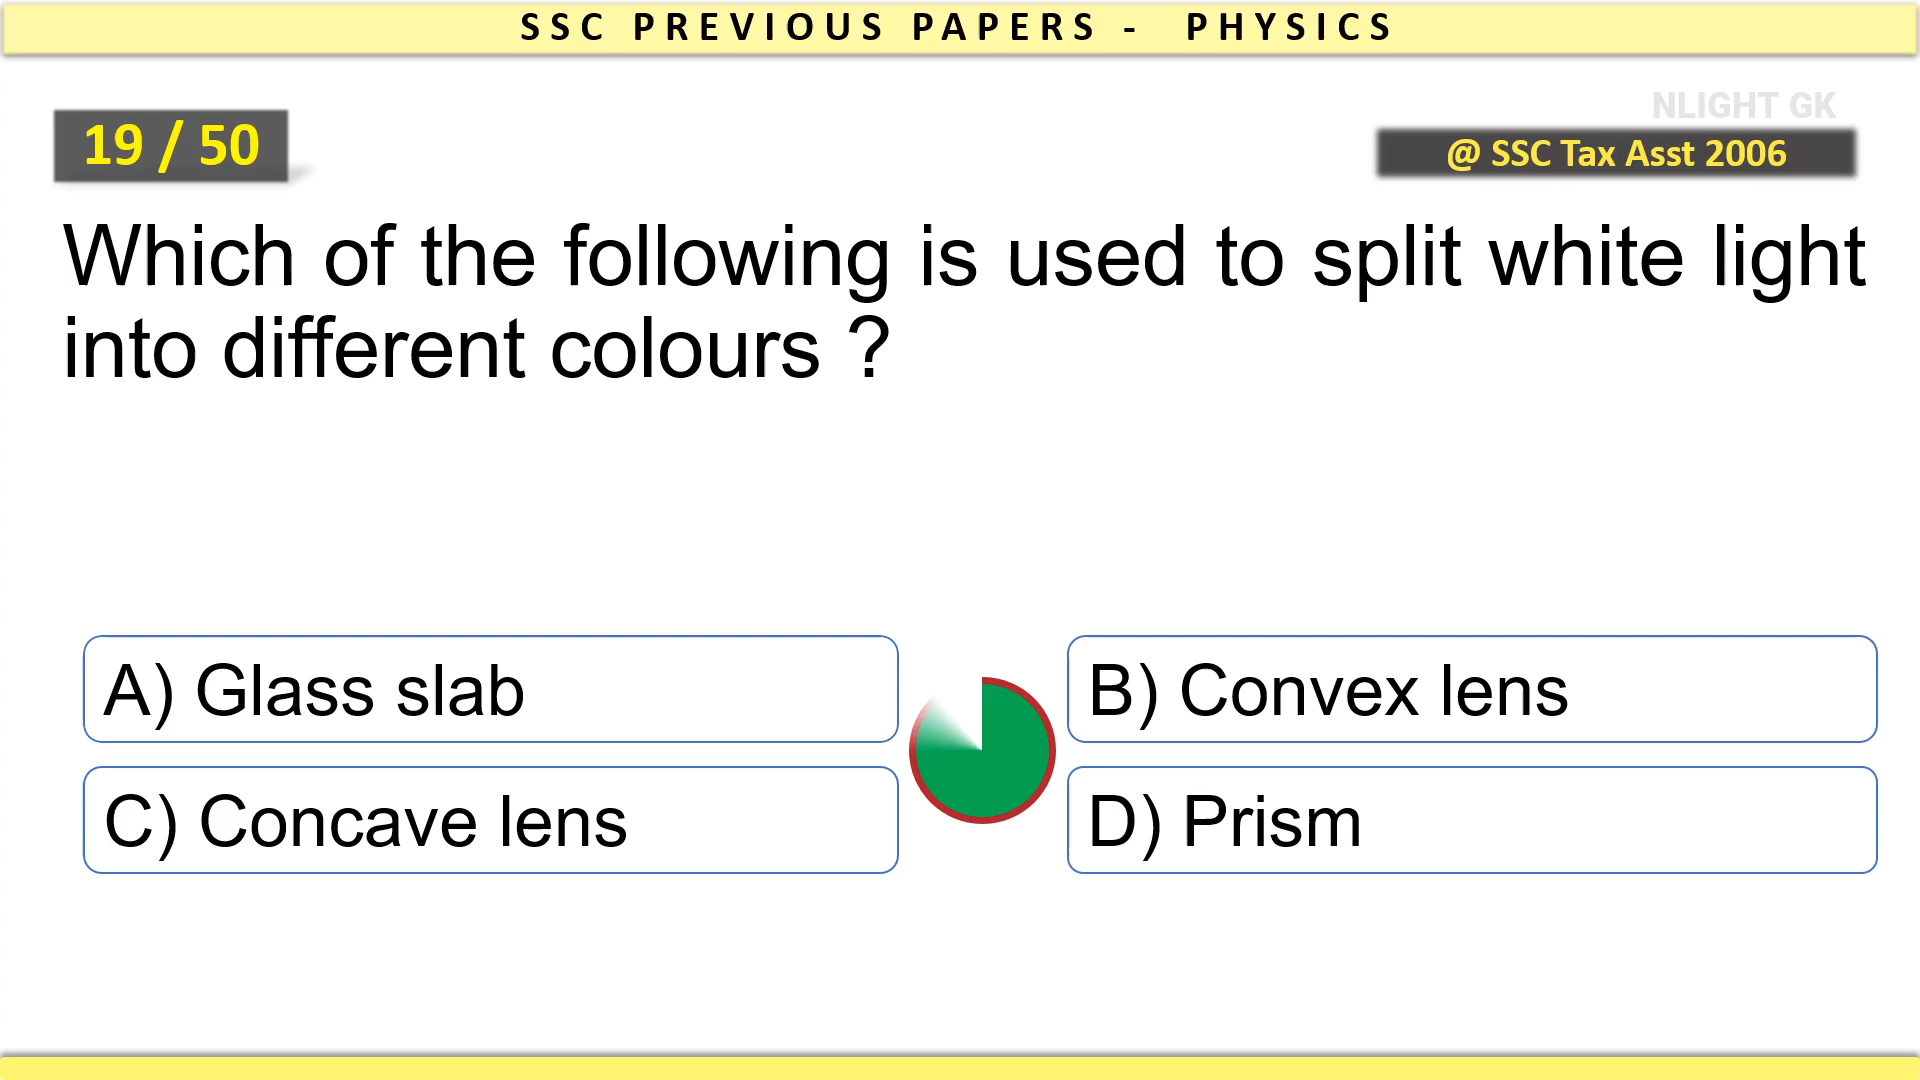 SSC PREVIOUS PAPERS - PHYSICS
NLIGHT GK
19 / 50
@ SSC Tax Asst 2006
Which of the following is used to split white light
into different colours ?
A) Glass slab
B) Convex lens
C) Concave lens
D) Prism